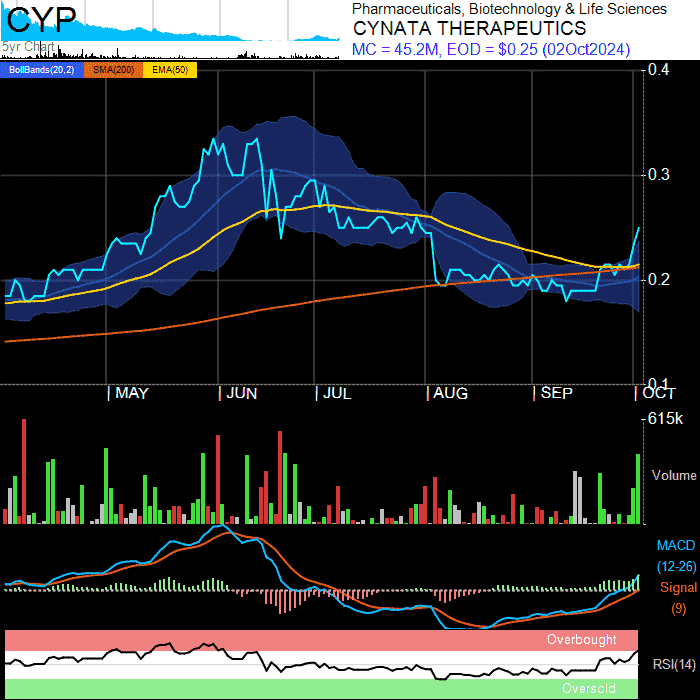 CYP
Pharmaceuticals, Biotechnology & Life Sciences
CYNATA THERAPEUTICS
MC = 45.2M, EOD = $0.25 (02Oct2024)
5yr Chart
BollBands(20,2) SMA(200) EMA(50)
0.4
0.3
0.2
0.1
MAY JUN JUL AUG SEP OCT
615k
Volume
MACD
(12-26)
Signal
(9)
Overbought
RSI(14)
Oversold